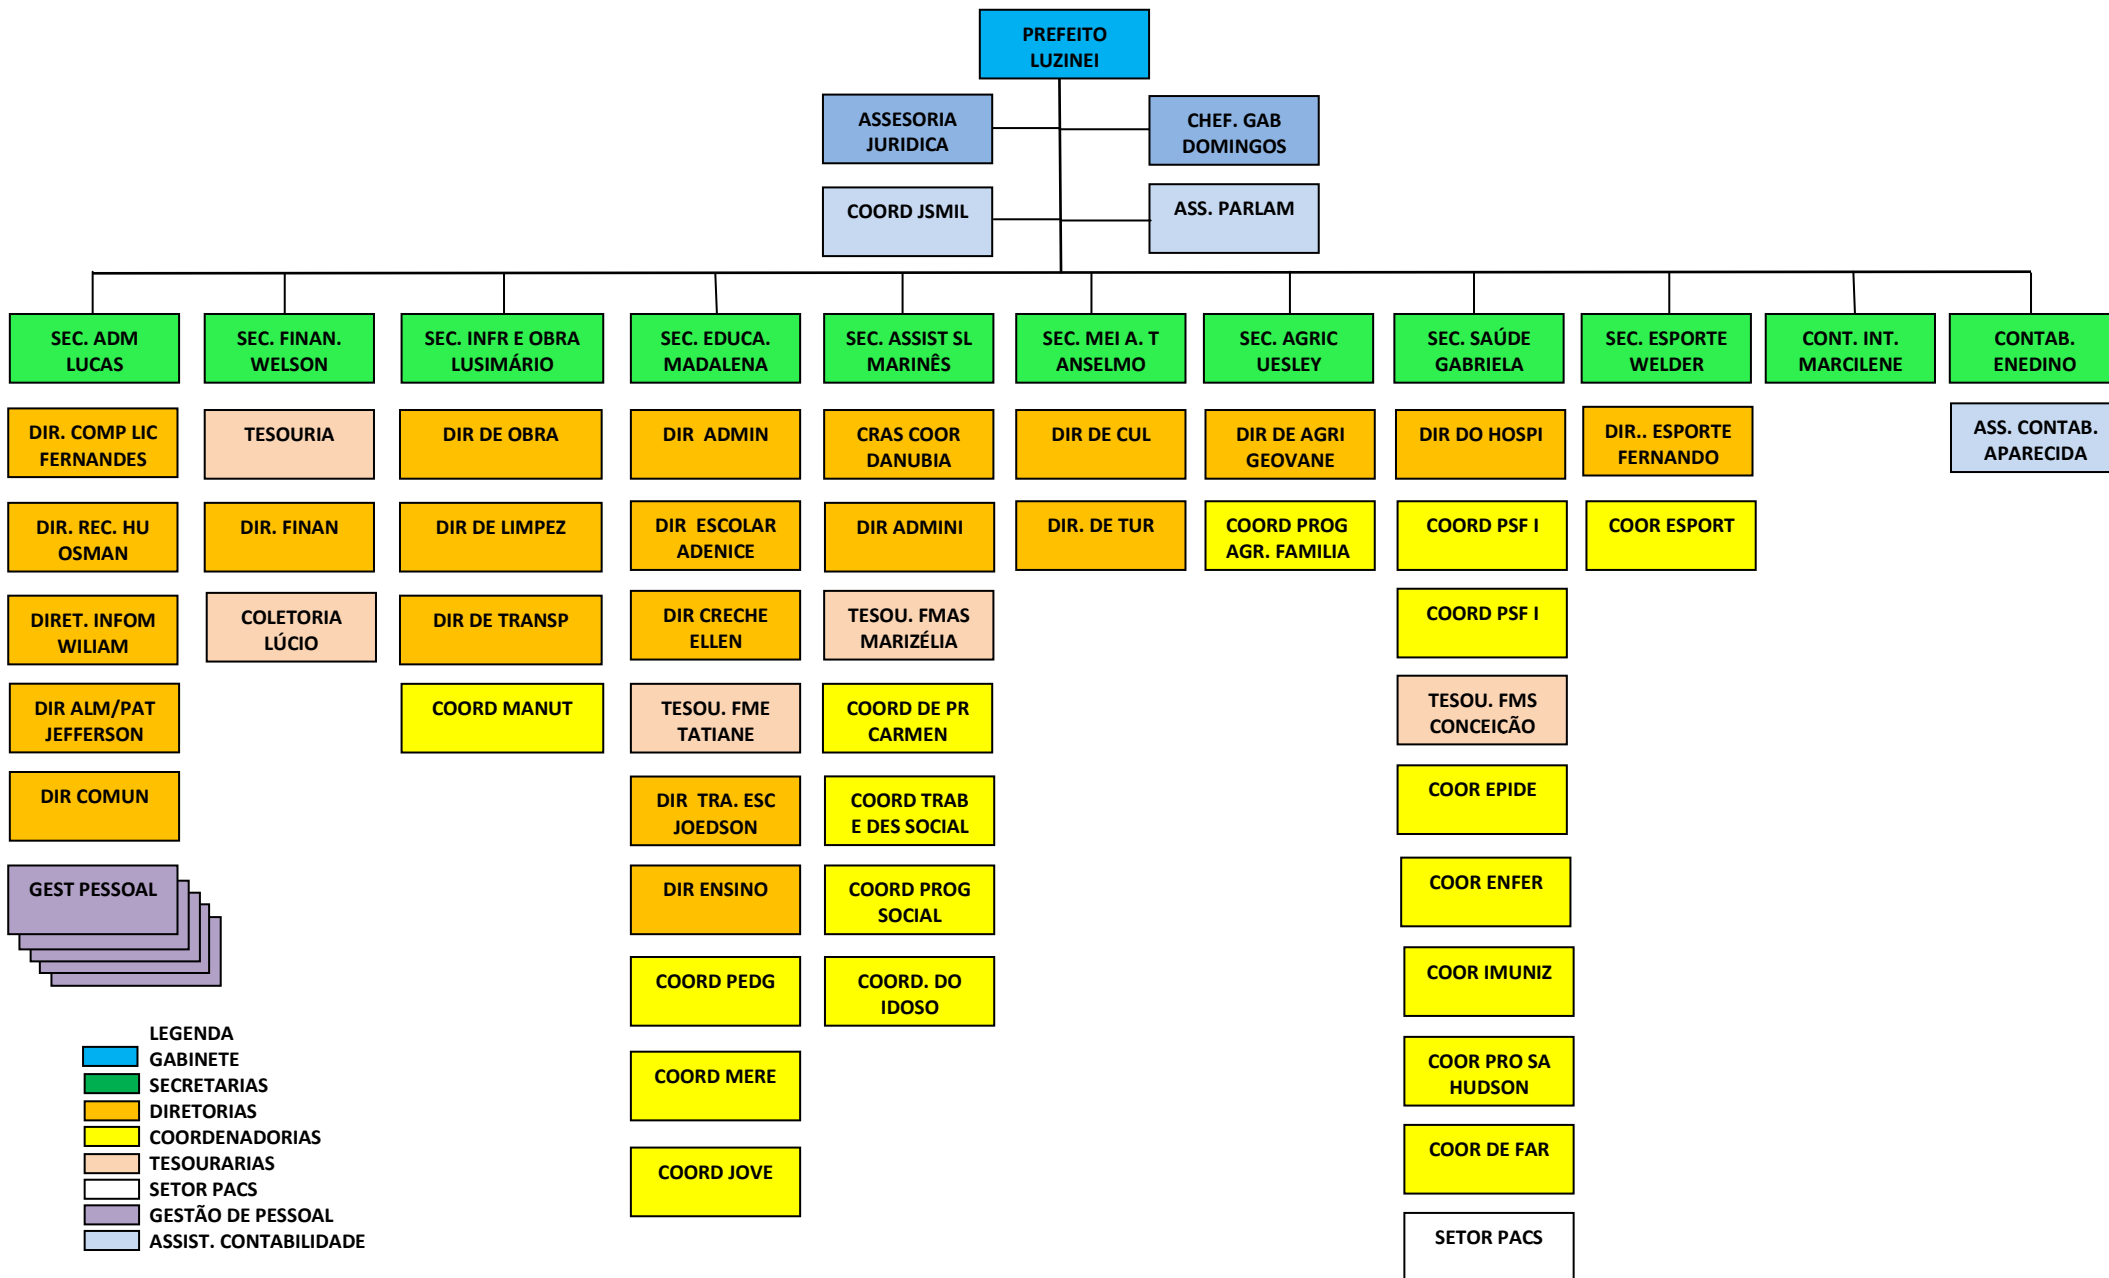 PREFEITO
LUZINEI
ASSESORIA
JURIDICA
CHEF. GAB
DOMINGOS
COORD JSMIL
ASS. PARLAM
SEC. ADM
LUCAS
SEC. FINAN.
WELSON
SEC. INFR E OBRA
LUSIMÁRIO
SEC. EDUCA.
MADALENA
SEC. ASSIST SL
MARINÊS
SEC. MEI A. T
ANSELMO
SEC. AGRIC
UESLEY
SEC. SAÚDE
GABRIELA
SEC. ESPORTE
WELDER
CONT. INT.
MARCILENE
CONTAB.
ENEDINO
DIR. COMP LIC
FERNANDES
TESOURIA
DIR DE OBRA
DIR ADMIN
CRAS COOR
DANUBIA
DIR DE CUL
DIR DE AGRI
GEOVANE
DIR DO HOSPI
DIR.. ESPORTE
FERNANDO
ASS. CONTAB.
APARECIDA
DIR. REC. HU
OSMAN
DIR. FINAN
DIR DE LIMPEZ
DIR ESCOLAR
ADENICE
DIR ADMINI
DIR. DE TUR
COORD PROG
AGR. FAMILIA
COORD PSF I
COOR ESPORT
DIRET. INFOM
WILIAM
COLETORIA
LÚCIO
DIR DE TRANSP
DIR CRECHE
ELLEN
TESOU. FMAS
MARIZÉLIA
COORD PSF I
DIR ALM/PAT
JEFFERSON
COORD MANUT
TESOU. FME
TATIANE
COORD DE PR
CARMEN
TESOU. FMS
CONCEIÇÃO
DIR COMUN
DIR TRA. ESC
JOEDSON
COORD TRAB
E DES SOCIAL
COOR EPIDE
GEST PESSOAL
DIR ENSINO
COORD PROG
SOCIAL
COOR ENFER
COORD PEDG
COORD. DO
IDOSO
COOR IMUNIZ
COORD MERE
COOR PRO SA
HUDSON
COORD JOVE
COOR DE FAR
SETOR PACS
LEGENDA
GABINETE
SECRETARIAS
DIRETORIAS
COORDENADORIAS
TESOURARIAS
SETOR PACS
GESTÃO DE PESSOAL
ASSIST. CONTABILIDADE